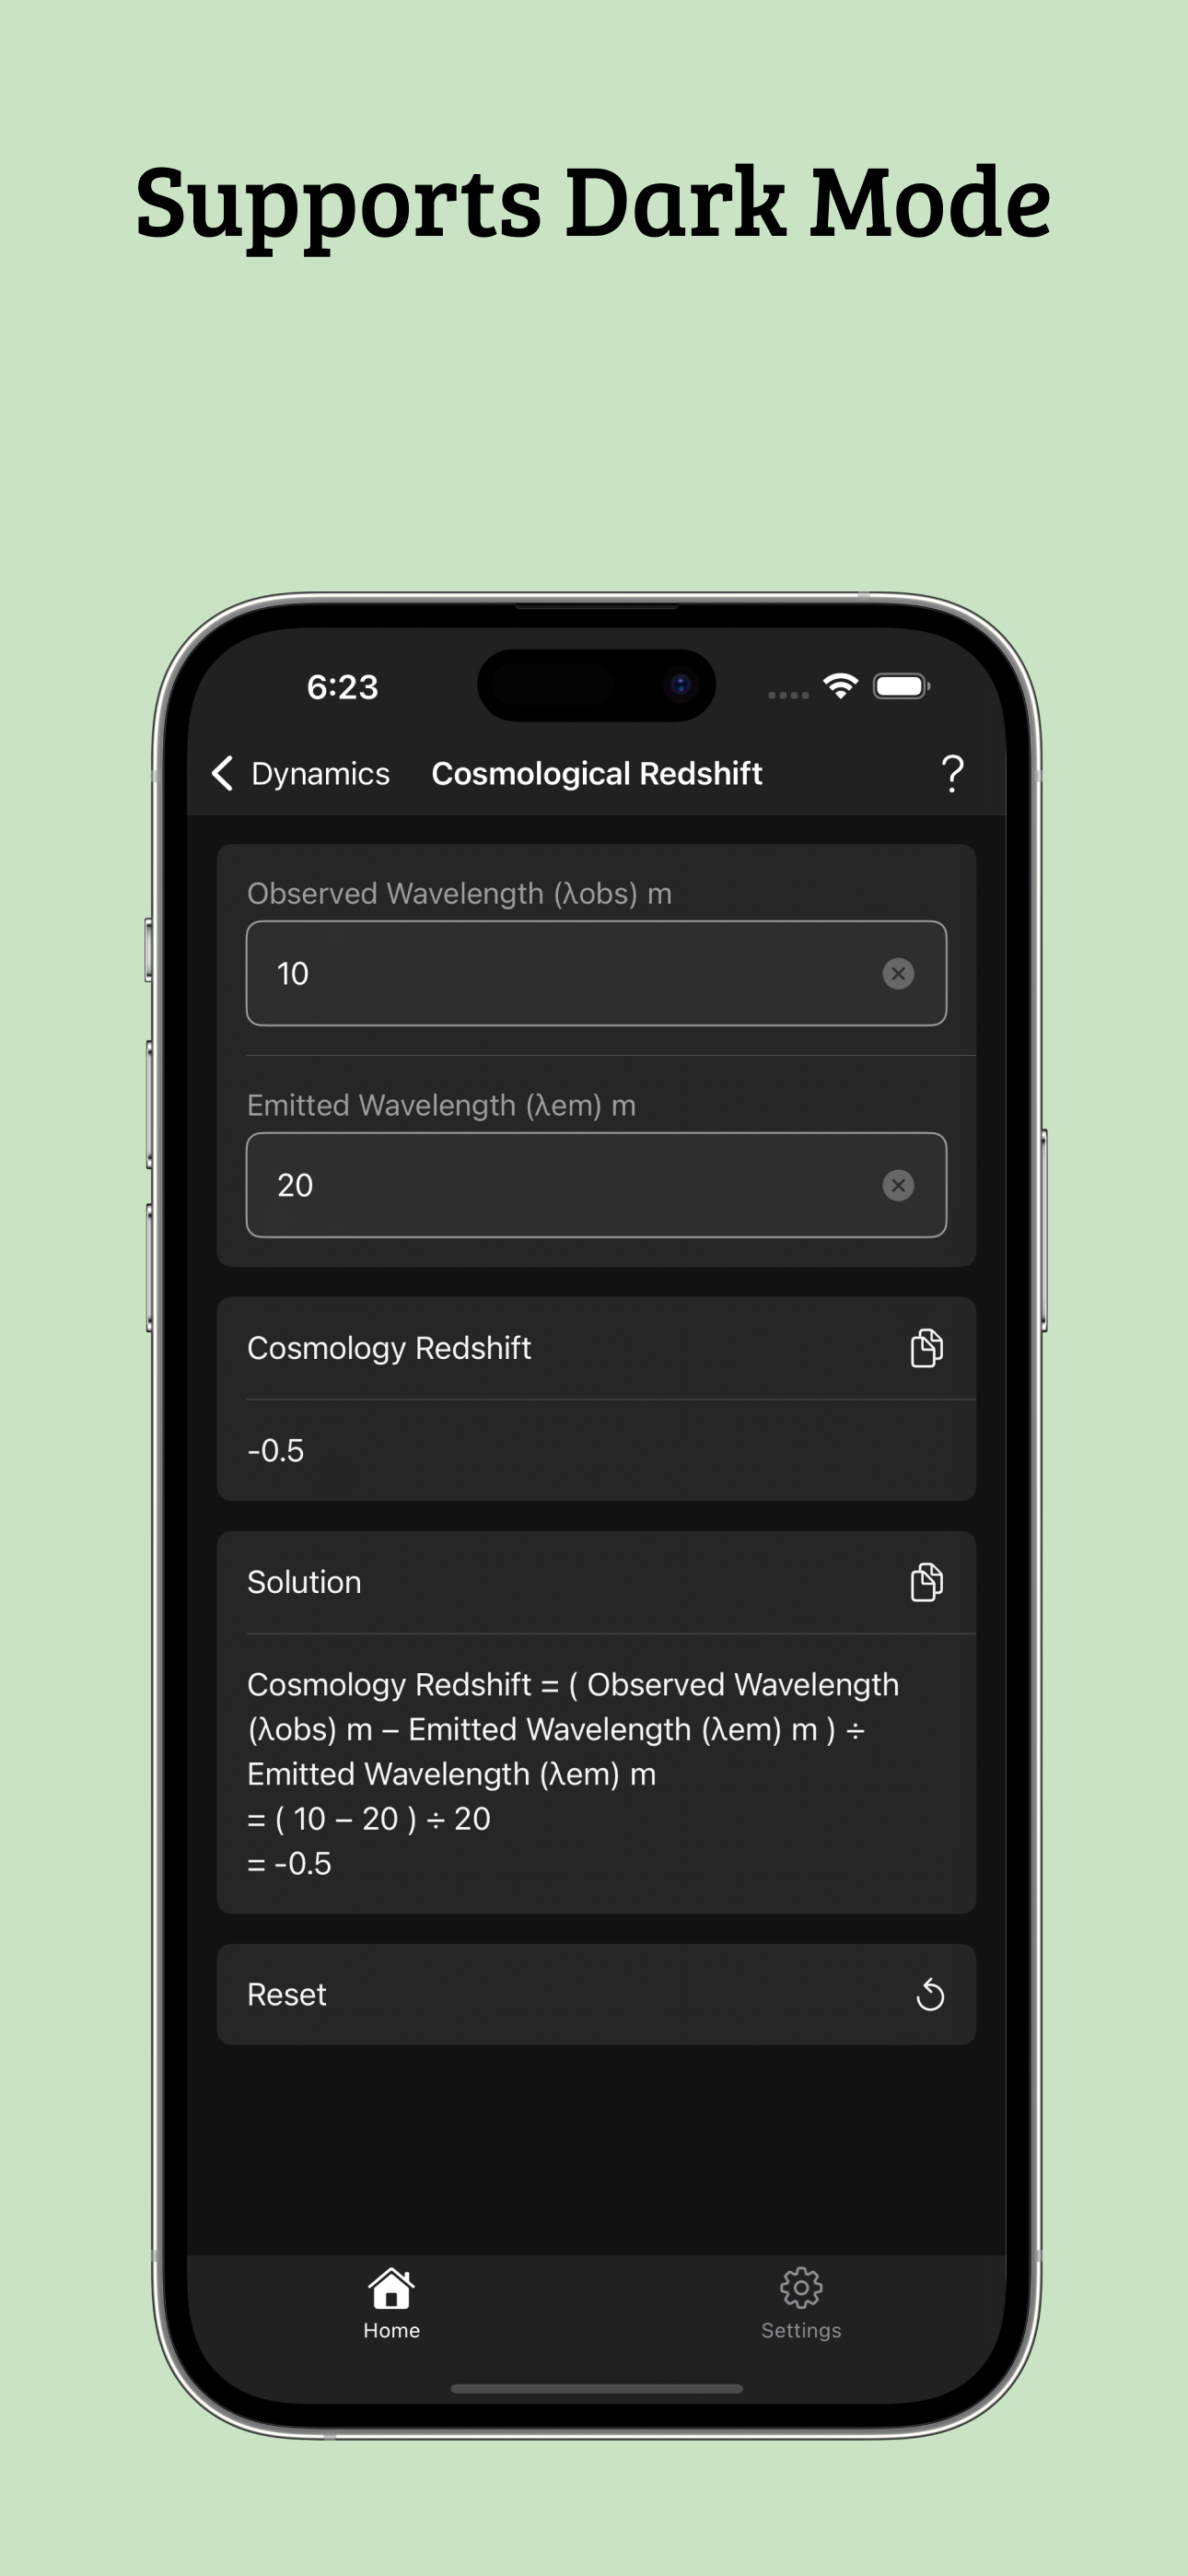 Supports Dark Mode
6:23
Dynamics Cosmological Redshift ?
Observed Wavelength (λobs) m
10
Emitted Wavelength (λem) m
20
Cosmology Redshift
-0.5
Solution
Cosmology Redshift = ( Observed Wavelength
(λobs) m – Emitted Wavelength (λem) m ) ÷
Emitted Wavelength (λem) m
= ( 10 – 20 ) ÷ 20
= -0.5
Reset
Home Settings